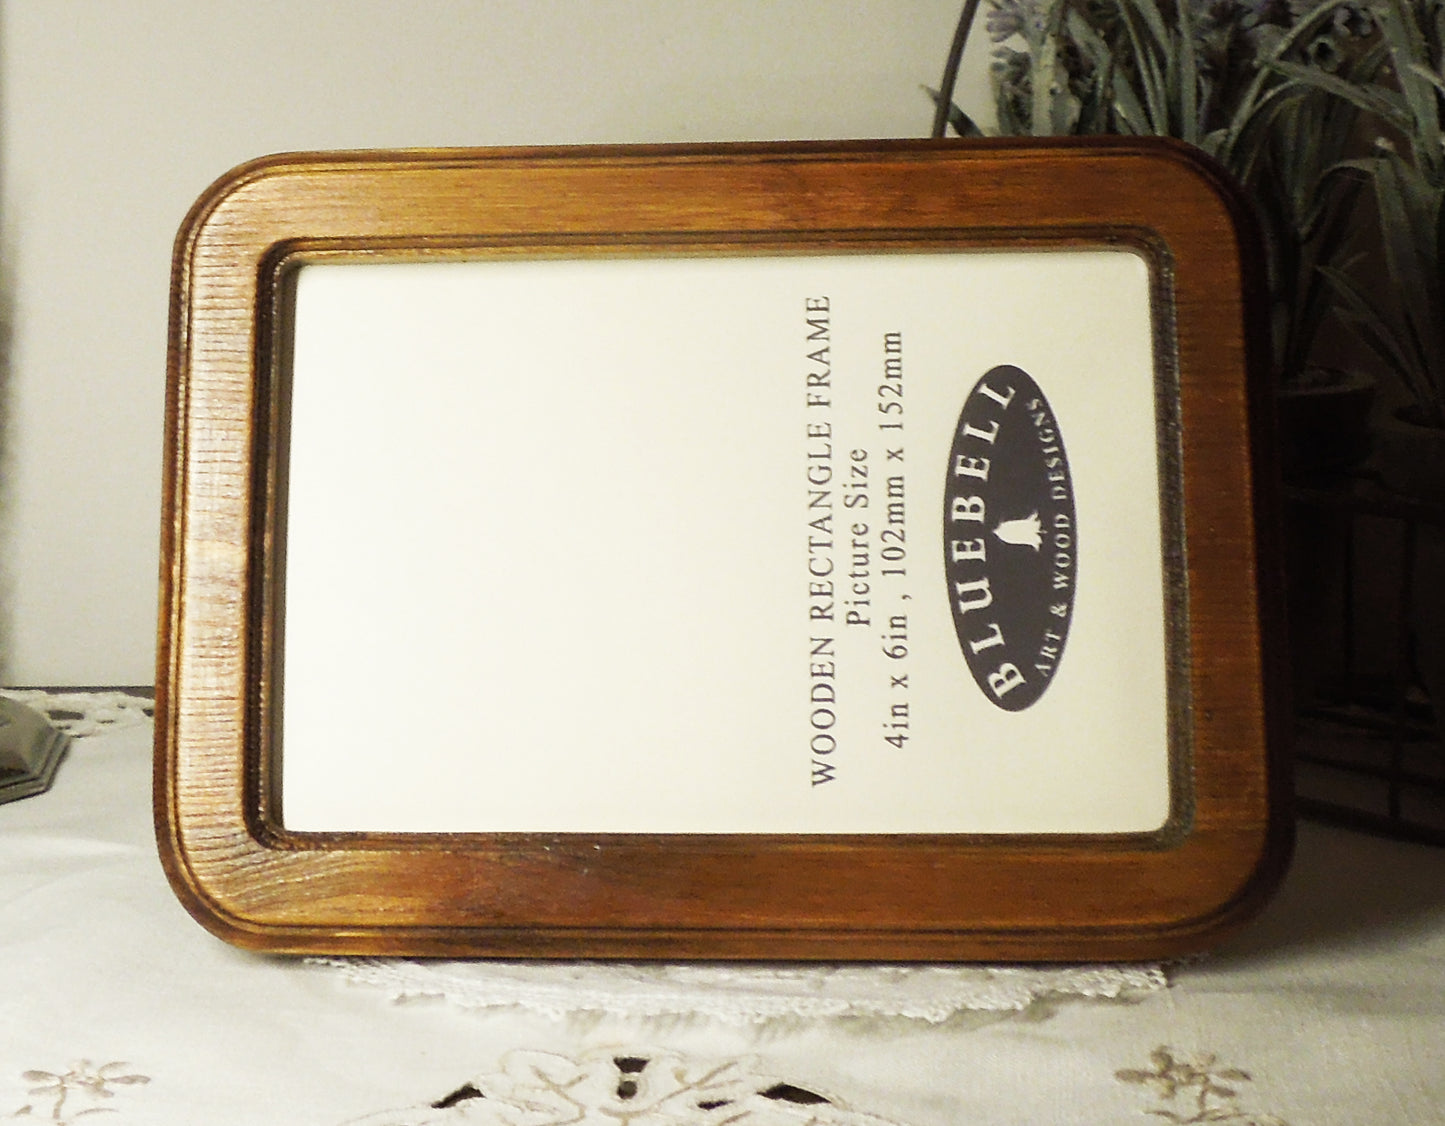 WOODEN RECTANGLE FRAME
Picture Size
4in x 6in , 102mm x 152mm
BLUEBELL
ART & WOOD DESIGNS